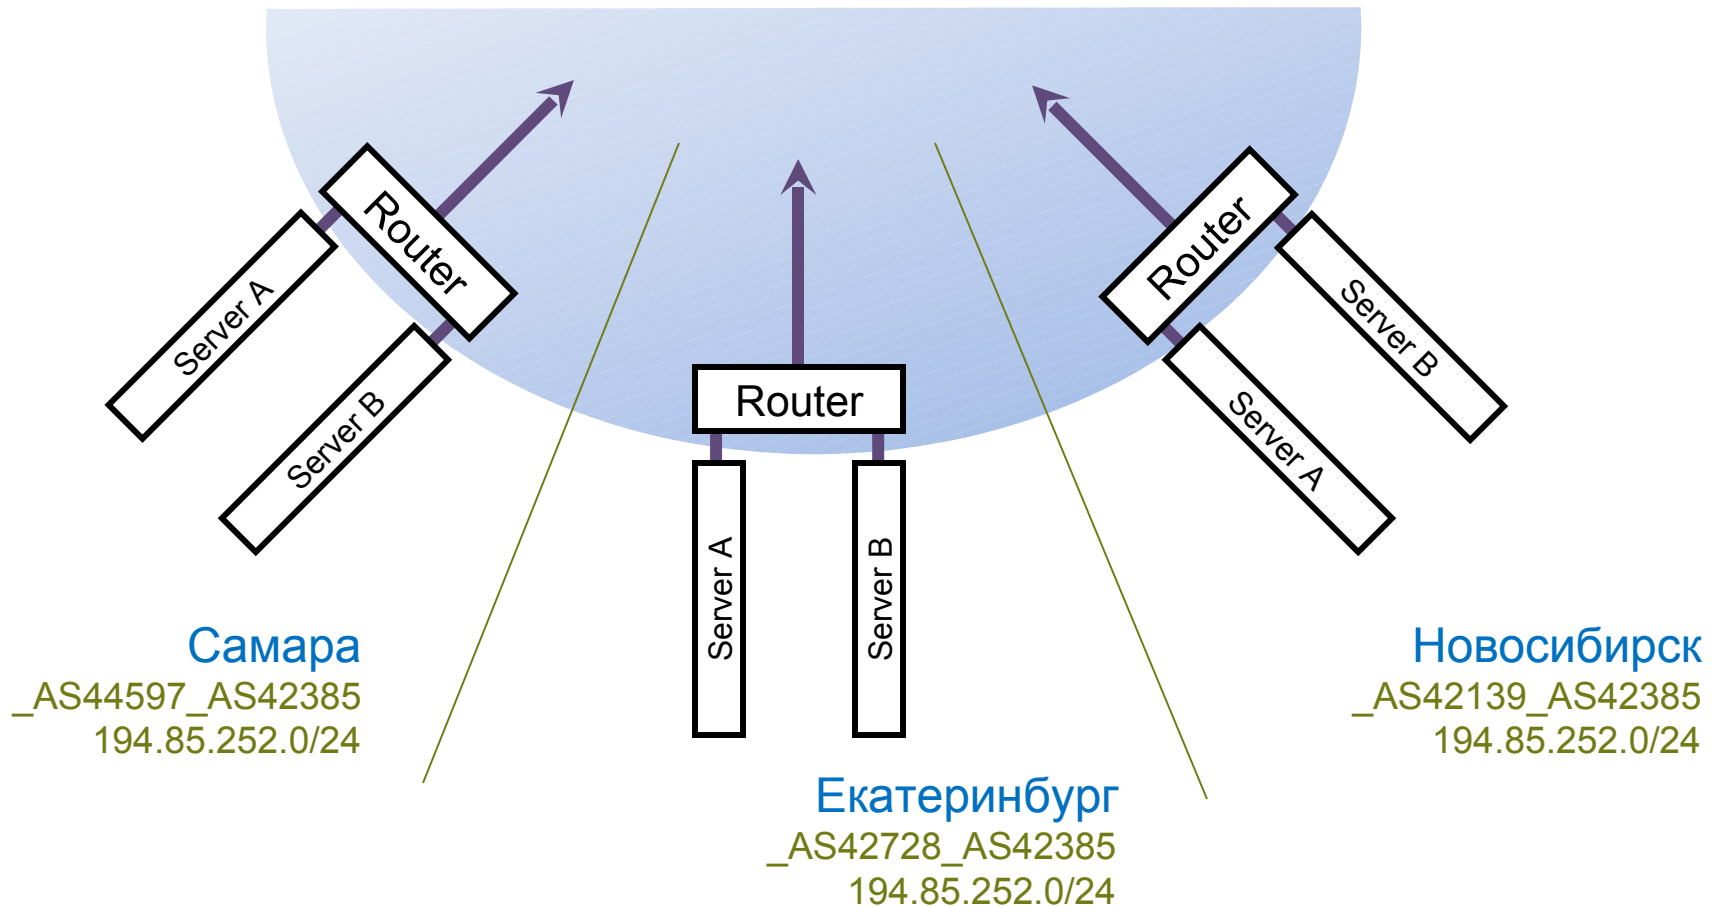 Router
Server A
Server B
Router
Server A
Server B
Router
Server B
Server A
Самара
_AS44597_AS42385
194.85.252.0/24
Екатеринбург
_AS42728_AS42385
194.85.252.0/24
Новосибирск
_AS42139_AS42385
194.85.252.0/24